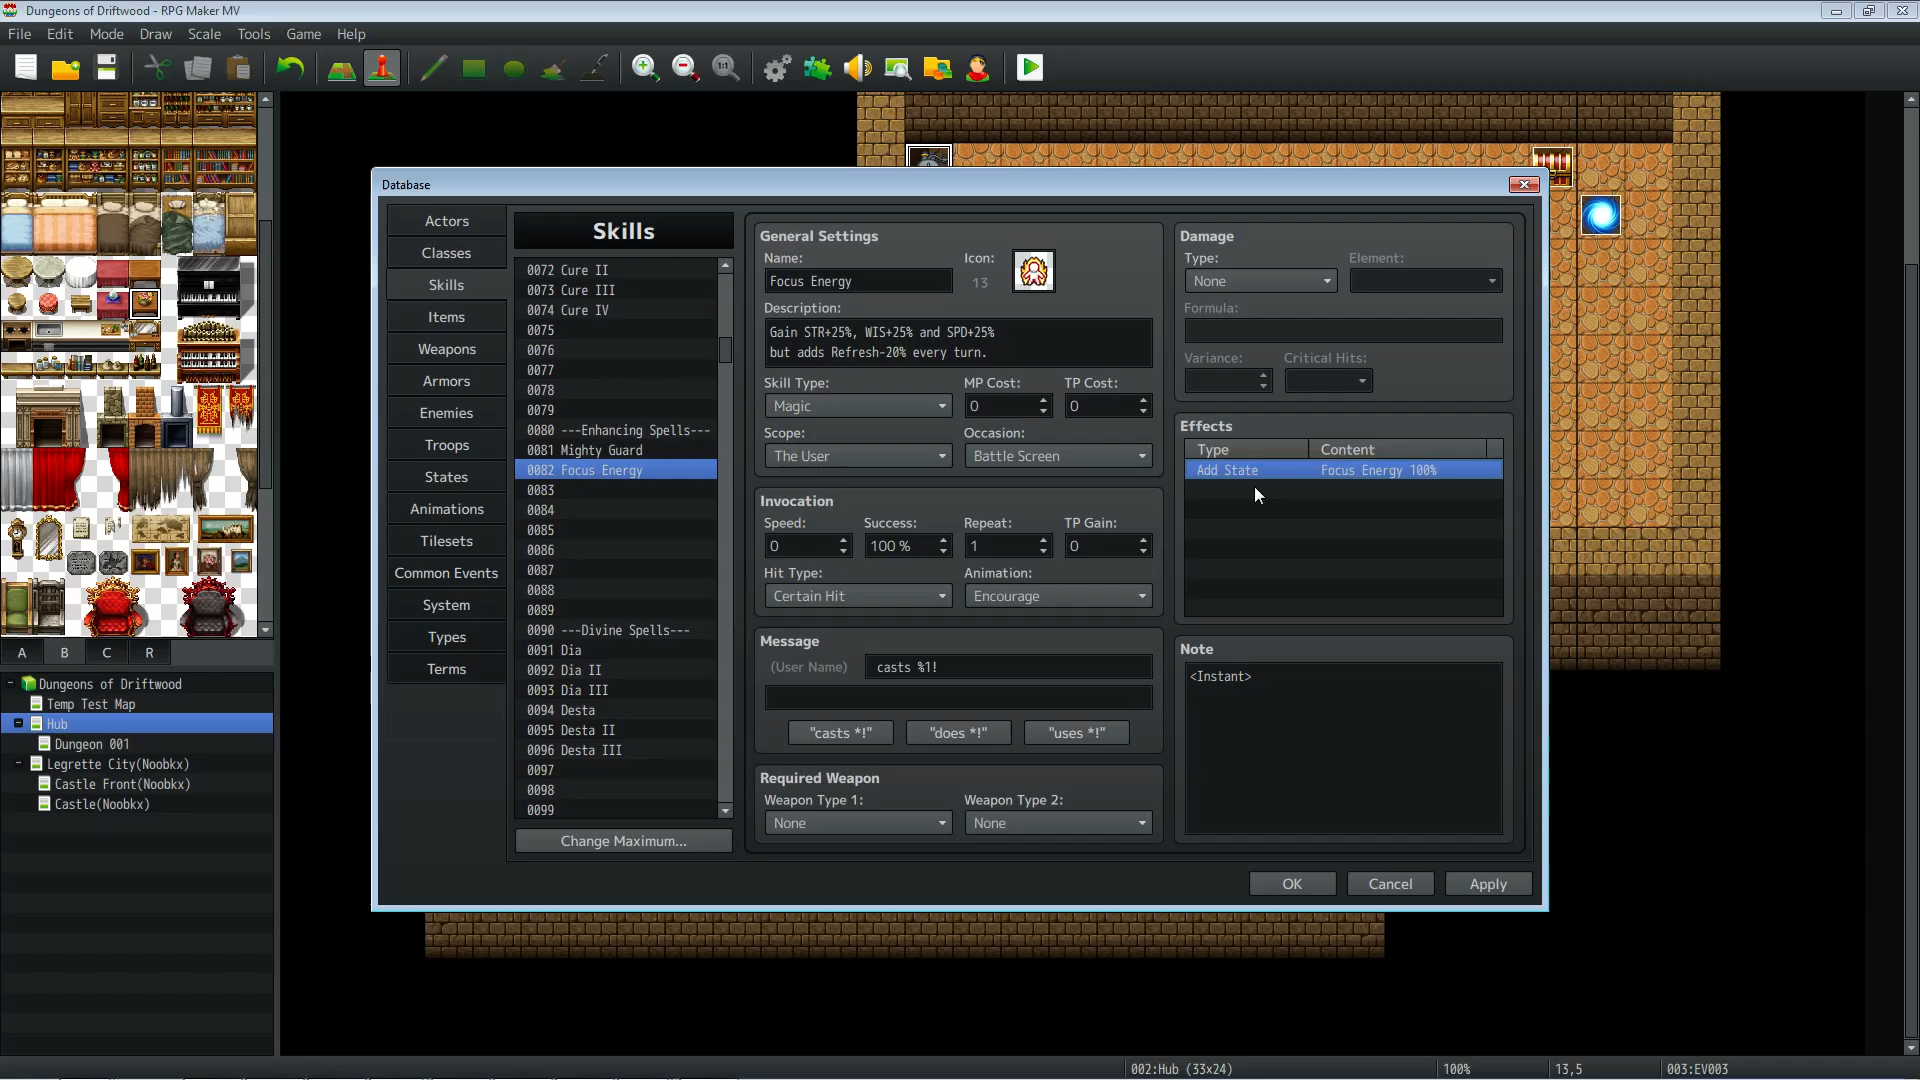 Dungeons of Driftwood - RPG Maker MV
File Edit Mode Draw Scale Tools Game Help
Database
Actors
Classes
Skills
Items
Weapons
Armors
Enemies
Troops
States
Animations
Tilesets
Common Events
System
Types
Terms
Skills
0072 Cure II
0073 Cure III
0074 Cure IV
0075
0076
0077
0078
0079
0080 ---Enhancing Spells---
0081 Mighty Guard
0082 Focus Energy
0083
0084
0085
0086
0087
0088
0089
0090 ---Divine Spells---
0091 Dia
0092 Dia II
0093 Dia III
0094 Desta
0095 Desta II
0096 Desta III
0097
0098
0099
Change Maximum...
General Settings
Name: Icon:
Focus Energy 13
Description:
Gain STR+25%, WIS+25% and SPD+25%
but adds Refresh-20% every turn.
Skill Type: MP Cost: TP Cost:
Magic 0 0
Scope: Occasion:
The User Battle Screen
Invocation
Speed: Success: Repeat: TP Gain:
0 100 % 1 0
Hit Type: Animation:
Certain Hit Encourage
Message
(User Name) casts %1!
"casts *!" "does *!" "uses *!"
Required Weapon
Weapon Type 1: Weapon Type 2:
None None
Damage
Type: Element:
None
Formula:
Variance: Critical Hits:
Effects
Type Content
Add State Focus Energy 100%
Note
<Instant>
OK Cancel Apply
A B C R
Dungeons of Driftwood
Temp Test Map
Hub
Dungeon 001
Legrette City(Noobkx)
Castle Front(Noobkx)
Castle(Noobkx)
002:Hub (33x24) 100% 13,5 003:EV003